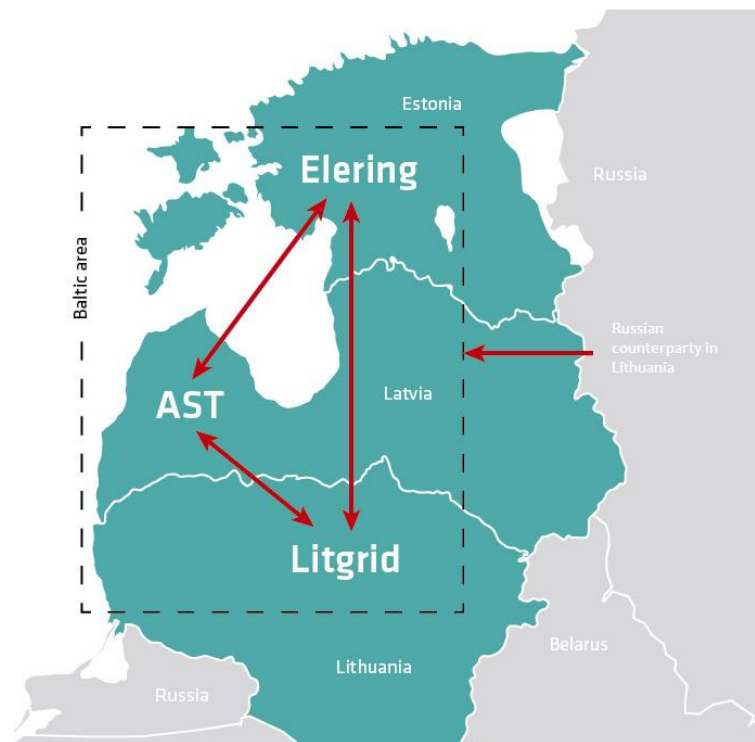 Estonia
Elering
Russia
Baltic area
Russian
counterparty in
Lithuania
Latvia
AST
Litgrid
Belarus
Lithuania
Russia